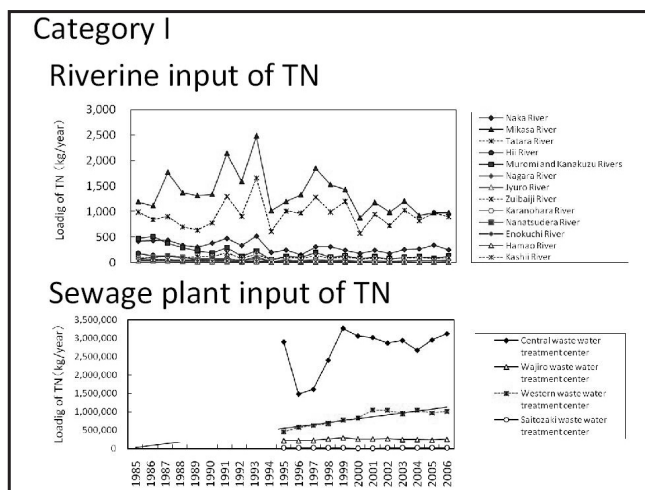 Category I
Riverine input of TN
Loadig of TN (kg/year)
3,000
2,500
2,000
1,500
1,000
500
0
Naka River
Mikasa River
Tatara River
Hii River
Muromi and Kanakuzu Rivers
Nagara River
Jyuro River
Zuibaiji River
Karanohara River
Nanatsudera River
Enokuchi River
Hamao River
Kashii River
Sewage plant input of TN
Loadig of TN (kg/year)
3,500,000
3,000,000
2,500,000
2,000,000
1,500,000
1,000,000
500,000
0
1985
1986
1987
1988
1989
1990
1991
1992
1993
1994
1995
1996
1997
1998
1999
2000
2001
2002
2003
2004
2005
2006
Central waste water
treatment center
Wajiro waste water
treatment center
Western waste water
treatment center
Saitozaki waste water
treatment center